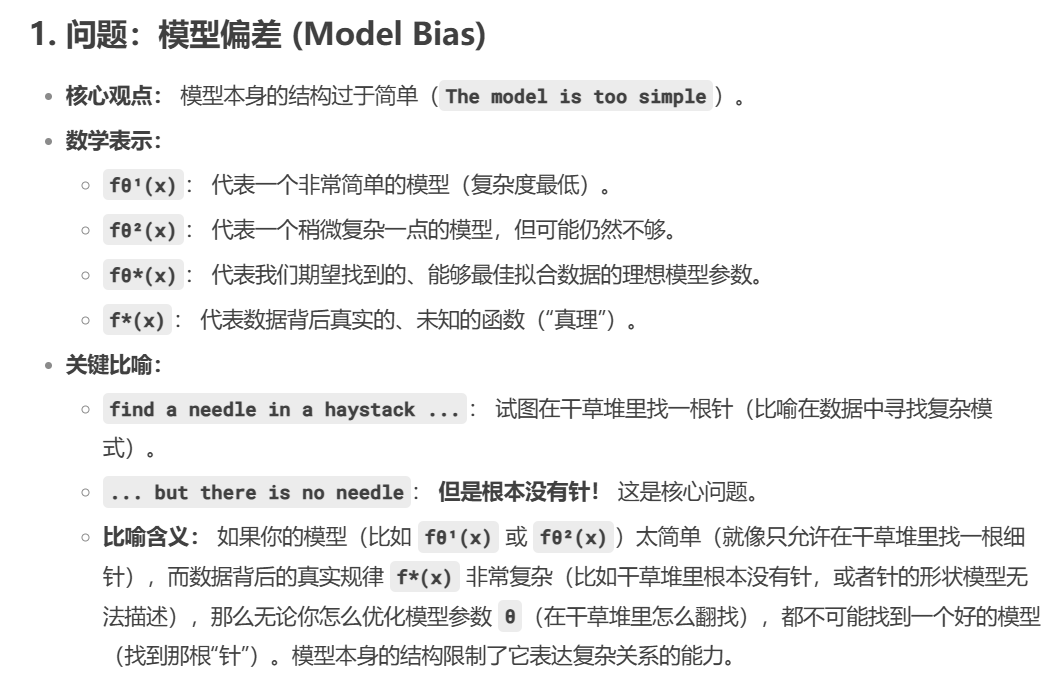 1. 问题：模型偏差 (Model Bias)
核心观点： 模型本身的结构过于简单（The model is too simple）。
数学表示：
fθ¹(x)： 代表一个非常简单的模型（复杂度最低）。
fθ²(x)： 代表一个稍微复杂一点的模型，但可能仍然不够。
fθ*(x)： 代表我们期望找到的、能够最佳拟合数据的理想模型参数。
f*(x)： 代表数据背后真实的、未知的函数（“真理”）。
关键比喻：
find a needle in a haystack ...： 试图在干草堆里找一根针（比喻在数据中寻找复杂模
式）。
... but there is no needle： 但是根本没有针！ 这是核心问题。
比喻含义： 如果你的模型（比如 fθ¹(x) 或 fθ²(x)）太简单（就像只允许在干草堆里找一根细
针），而数据背后的真实规律 f*(x) 非常复杂（比如干草堆里根本没有针，或者针的形状模型无
法描述），那么无论你怎么优化模型参数 θ（在干草堆里怎么翻找），都不可能找到一个好的模型
（找到那根“针”）。模型本身的结构限制了它表达复杂关系的能力。